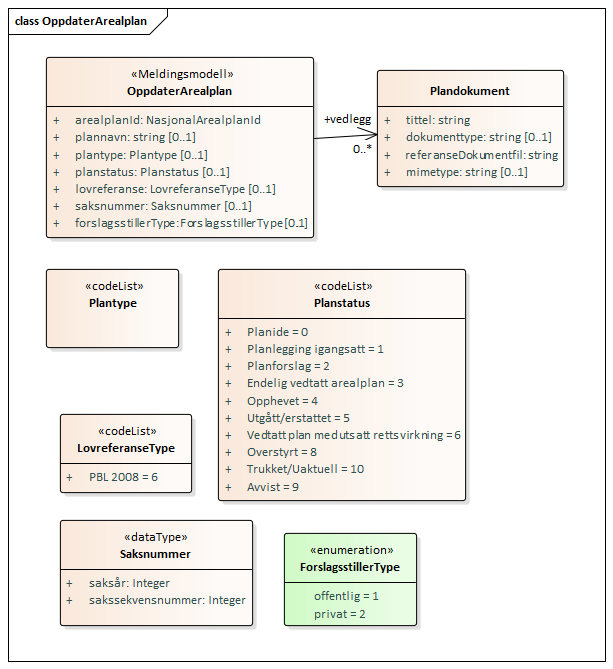 class OppdaterArealplan
«Meldingsmodell»
OppdaterArealplan
+ arealplanId: NasjonalArealplanId
+ plannavn: string [0..1]
+ plantype: Plantype [0..1]
+ planstatus: Planstatus [0..1]
+ lovreferanse: LovreferanseType [0..1]
+ saksnummer: Saksnummer [0..1]
+ forslagsstillerType:ForslagsstillerType[0..1]
+vedlegg
0..*
Plandokument
+ tittel: string
+ dokumenttype: string [0..1]
+ referanseDokumentfil: string
+ mimetype: string [0..1]
«codeList»
Plantype
«codeList»
Planstatus
+ Planide = 0
+ Planlegging igangsatt = 1
+ Planforslag = 2
+ Endelig vedtatt arealplan = 3
+ Opphevet = 4
+ Utgått/erstattet = 5
+ Vedtatt plan med utsatt rettsvirkning = 6
+ Overstyrt = 8
+ Trukket/Uaktuell = 10
+ Avvist = 9
«codeList»
LovreferanseType
+ PBL 2008 = 6
«dataType»
Saksnummer
+ saksår: Integer
+ sakssekvensnummer: Integer
«enumeration»
ForslagsstillerType
offentlig = 1
privat = 2